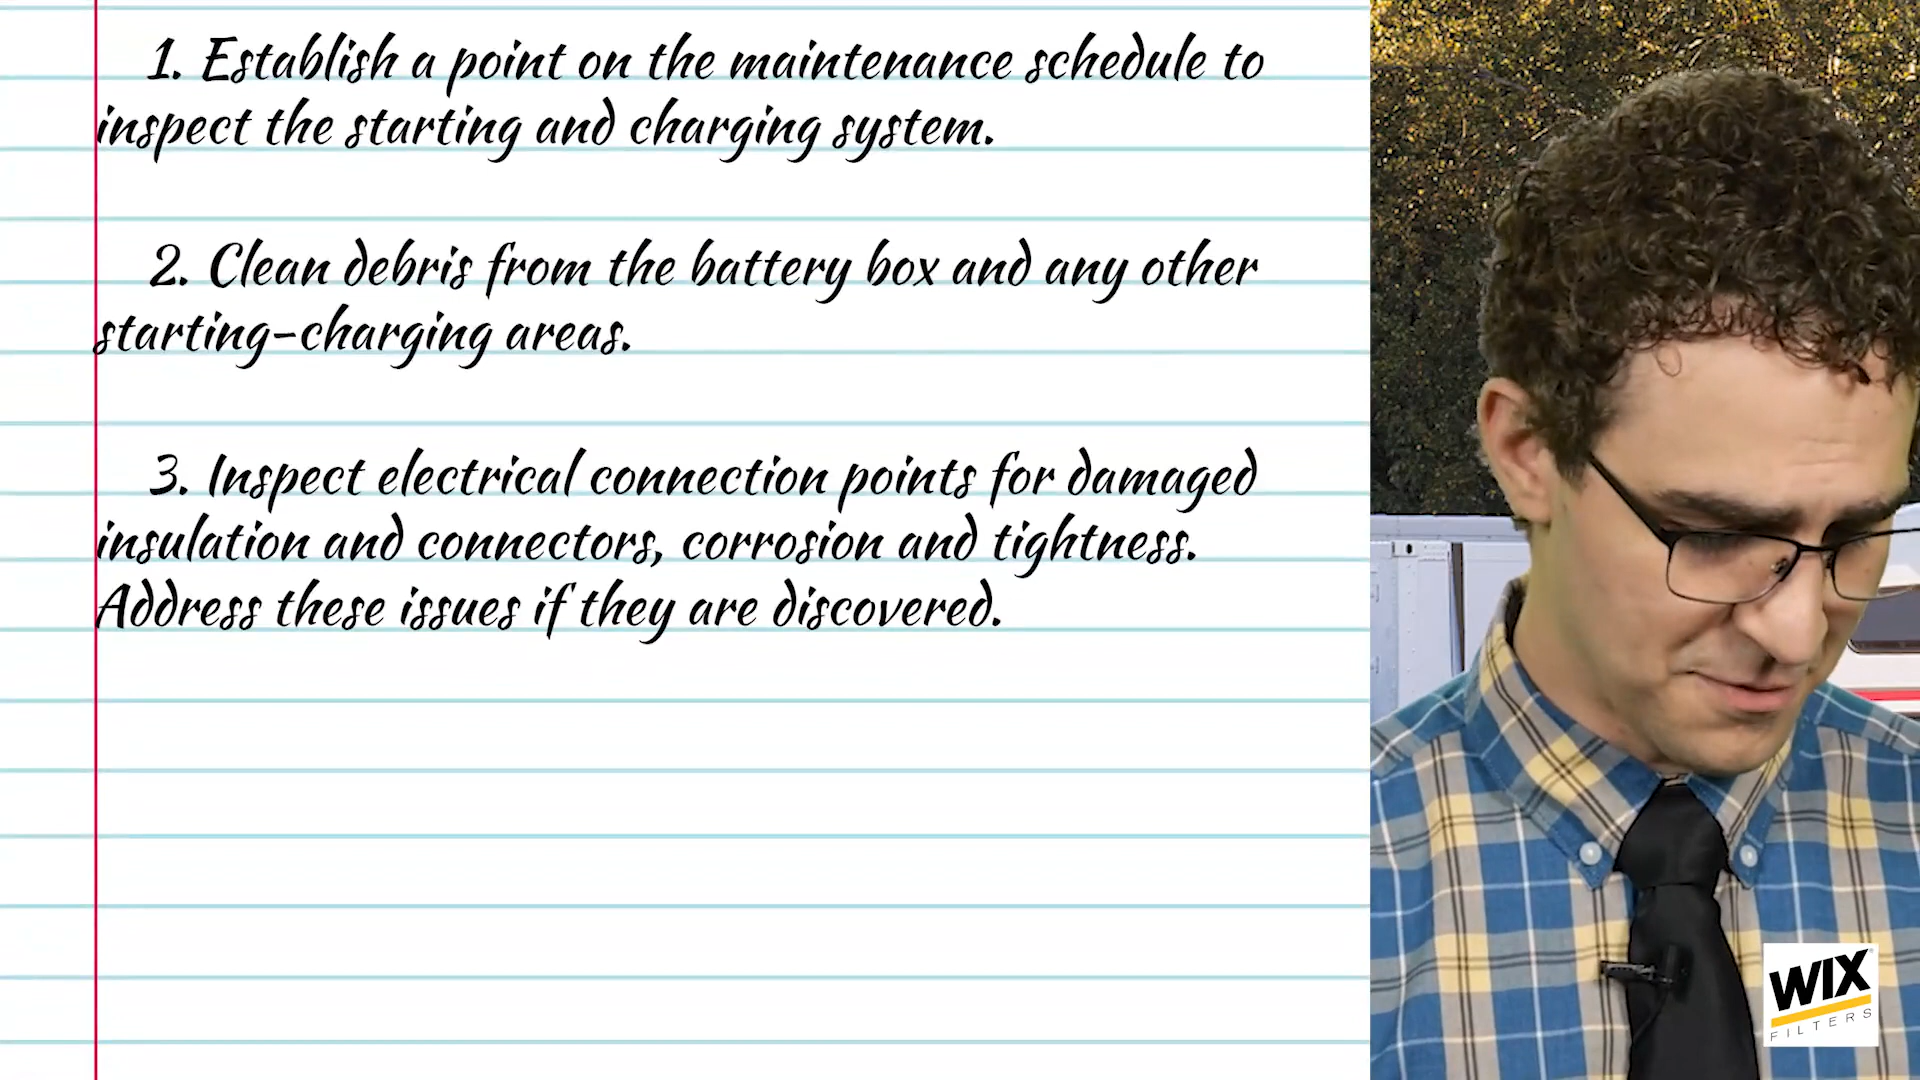 1. Establish a point on the maintenance schedule to
inspect the starting and charging system.
2. Clean debris from the battery box and any other
starting-charging areas.
3. Inspect electrical connection points for damaged
insulation and connectors, corrosion and tightness.
Address these issues if they are discovered.
WIX
FILTERS